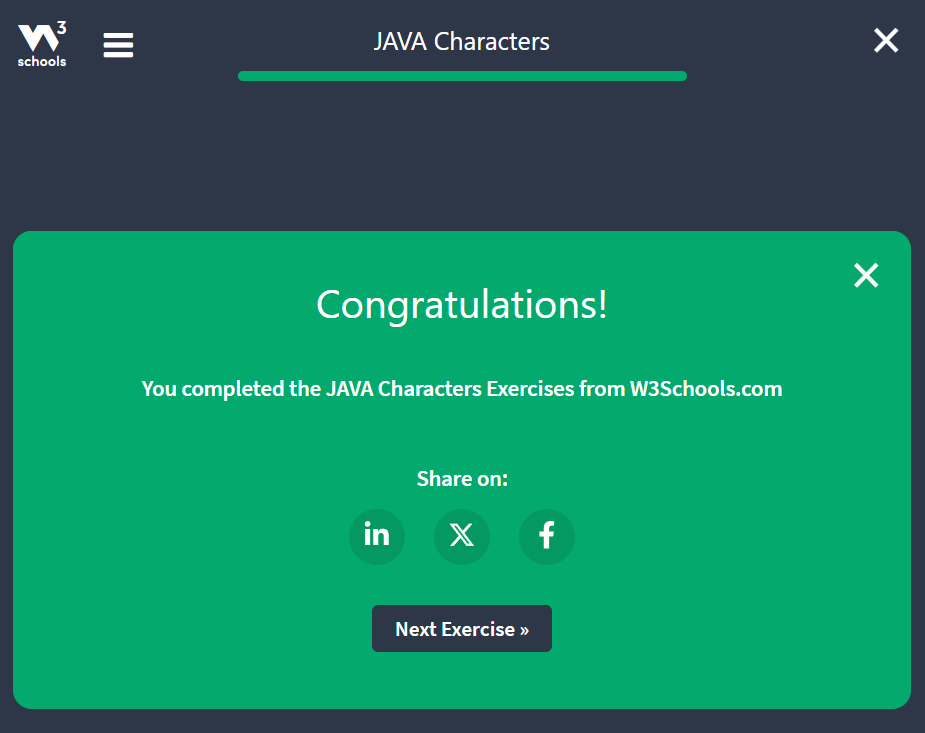 W3
schools
JAVA Characters
Congratulations!
You completed the JAVA Characters Exercises from W3Schools.com
Share on:
in
X
f
Next Exercise »